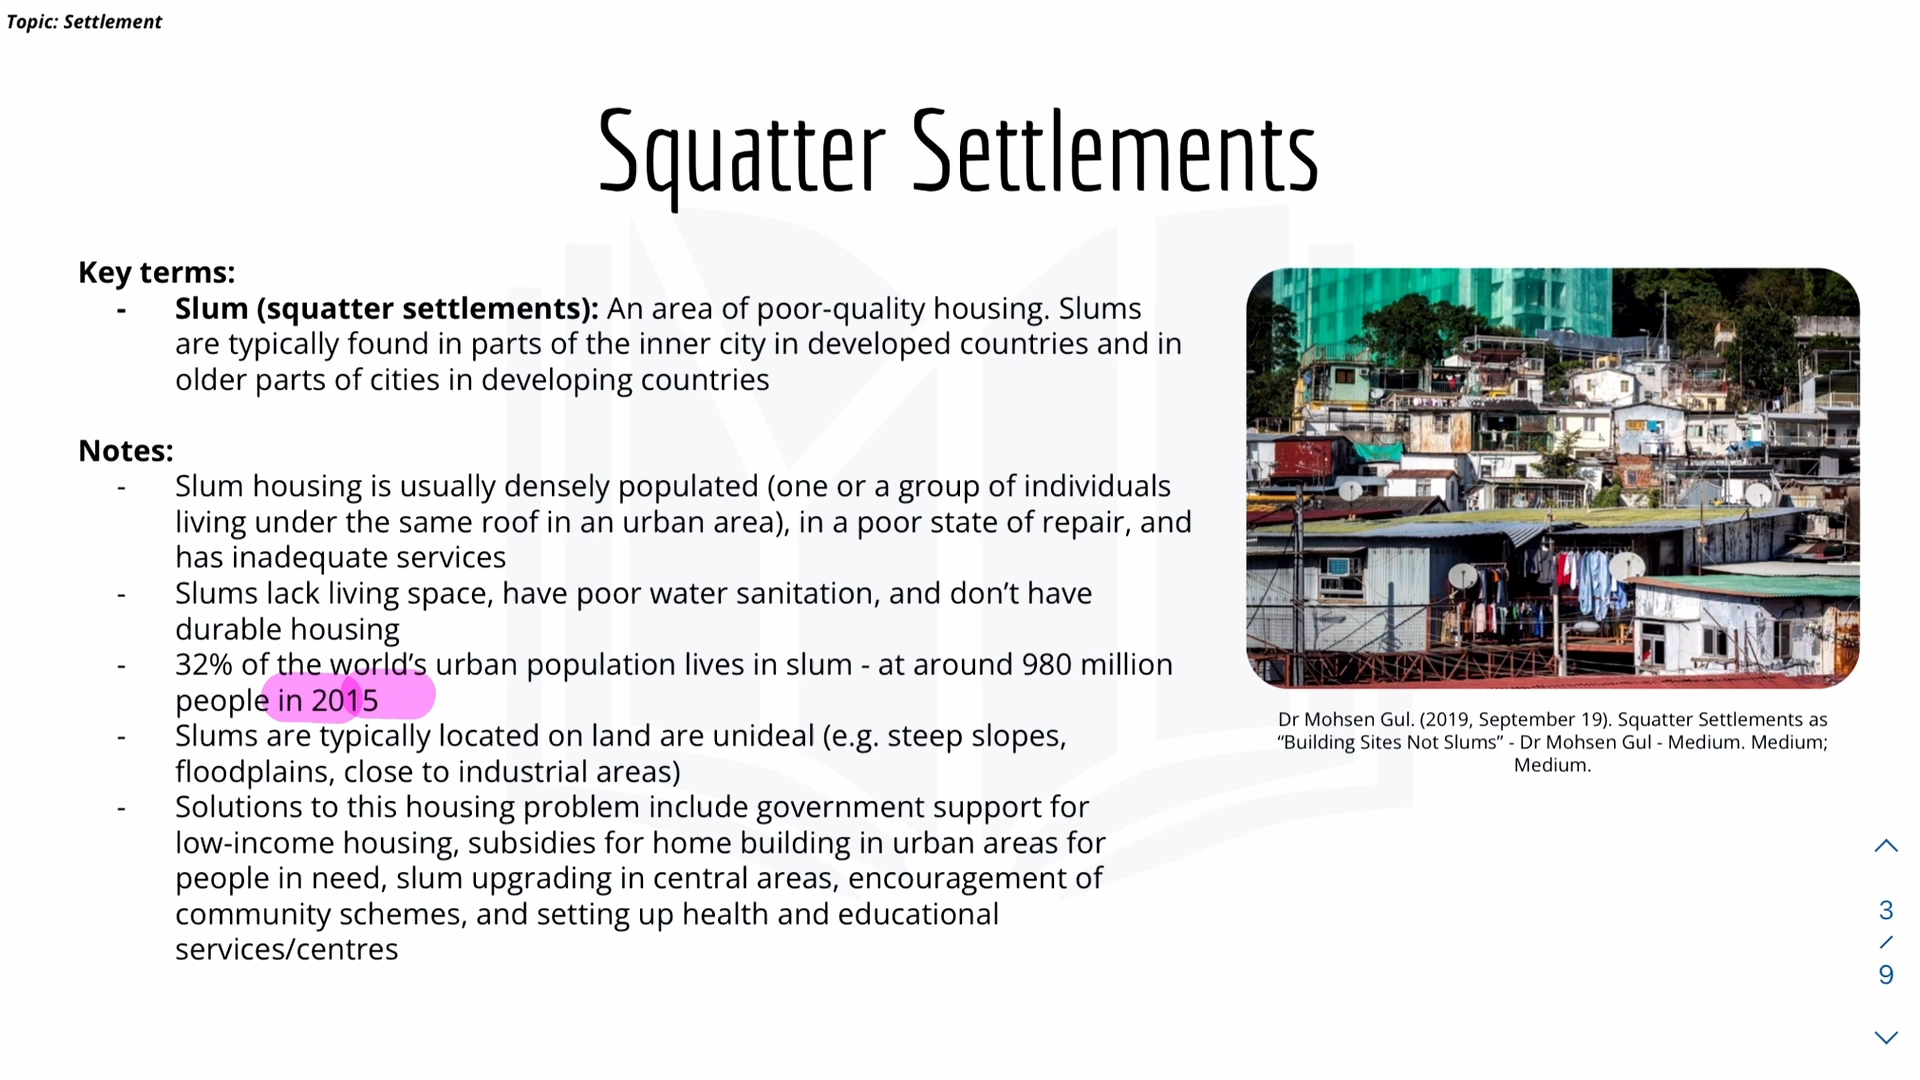 Topic: Settlement
Squatter Settlements
Key terms:
- Slum (squatter settlements): An area of poor-quality housing. Slums
are typically found in parts of the inner city in developed countries and in
older parts of cities in developing countries
Notes:
- Slum housing is usually densely populated (one or a group of individuals
living under the same roof in an urban area), in a poor state of repair, and
has inadequate services
- Slums lack living space, have poor water sanitation, and don’t have
durable housing
- 32% of the world’s urban population lives in slum - at around 980 million
people in 2015
- Slums are typically located on land are unideal (e.g. steep slopes,
floodplains, close to industrial areas)
- Solutions to this housing problem include government support for
low-income housing, subsidies for home building in urban areas for
people in need, slum upgrading in central areas, encouragement of
community schemes, and setting up health and educational
services/centres
Dr Mohsen Gul. (2019, September 19). Squatter Settlements as
“Building Sites Not Slums” - Dr Mohsen Gul - Medium. Medium;
Medium.
3
/
9